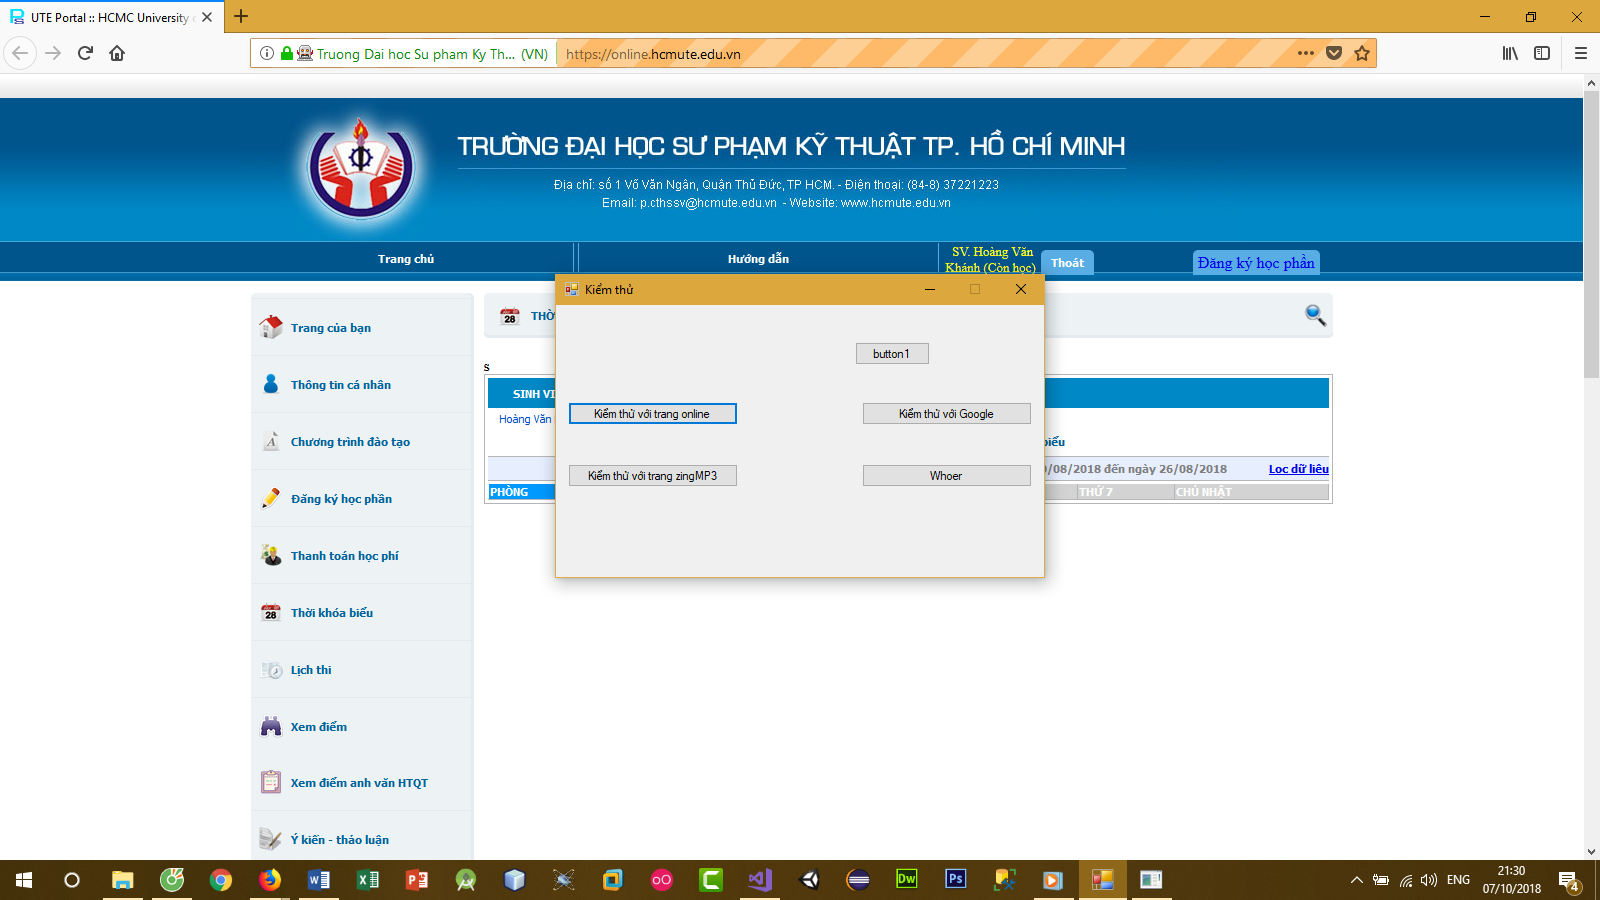 UTE Portal :: HCMC University
Truong Dai hoc Su pham Ky Th... (VN)
https://online.hcmute.edu.vn
TRƯỜNG ĐẠI HỌC SƯ PHẠM KỸ THUẬT TP. HỒ CHÍ MINH
Địa chỉ: số 1 Võ Văn Ngân, Quận Thủ Đức, TP HCM. - Điện thoại: (84-8) 37221223
Email: p.cthssv@hcmute.edu.vn - Website: www.hcmute.edu.vn
Trang chủ
Hướng dẫn
SV. Hoàng Văn
Khánh (Còn học)
Thoát
Đăng ký học phần
Trang của bạn
Thông tin cá nhân
Chương trình đào tạo
Đăng ký học phần
Thanh toán học phí
28
Thời khóa biểu
Lịch thi
Xem điểm
Xem điểm anh văn HTQT
Ý kiến - thảo luận
28
THỜ
s
SINH VI
Hoàng Văn
biểu
/08/2018 đến ngày 26/08/2018
Lọc dữ liệu
PHÒNG
THỨ 7
CHỦ NHẬT
Kiểm thử
button1
Kiểm thử với trang online
Kiểm thử với Google
Kiểm thử với trang zingMP3
Whoer
Dw
Ps
ENG
21:30
07/10/2018
4